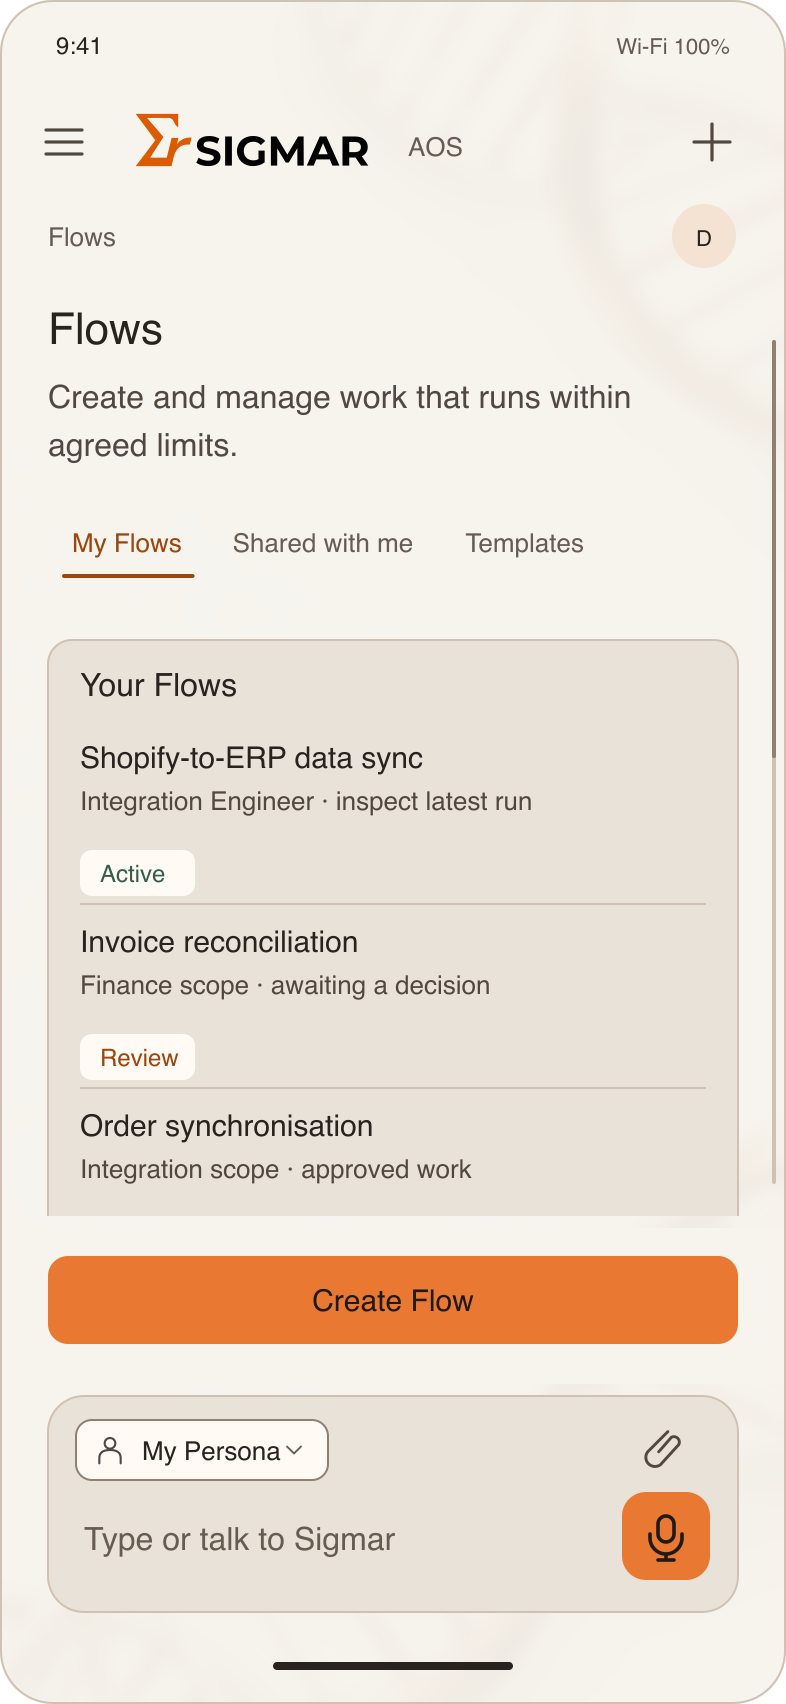 9:41
Wi-Fi 100%
Σr SIGMAR AOS
Flows
D
Flows
Create and manage work that runs within
agreed limits.
My Flows
Shared with me
Templates
Your Flows
Shopify-to-ERP data sync
Integration Engineer · inspect latest run
Active
Invoice reconciliation
Finance scope · awaiting a decision
Review
Order synchronisation
Integration scope · approved work
Create Flow
My Persona
Type or talk to Sigmar